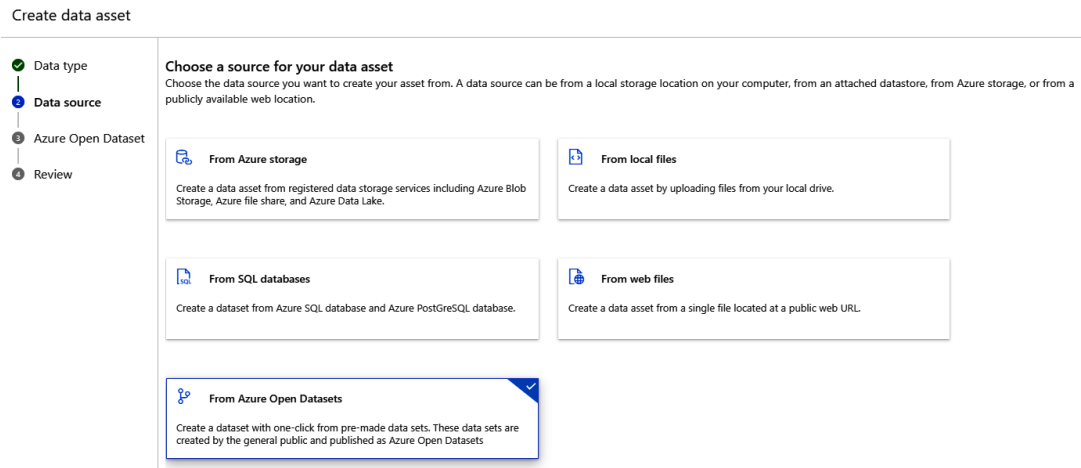 Create data asset
Data type
2
Data source
3
Azure Open Dataset
4
Review
Choose a source for your data asset
Choose the data source you want to create your asset from. A data source can be from a local storage location on your computer, from an attached datastore, from Azure storage, or from a
publicly available web location.
From Azure storage
Create a data asset from registered data storage services including Azure Blob
Storage, Azure file share, and Azure Data Lake.
From local files
Create a data asset by uploading files from your local drive.
SQL
From SQL databases
Create a dataset from Azure SQL database and Azure PostGreSQL database.
From web files
Create a data asset from a single file located at a public web URL.
From Azure Open Datasets
Create a dataset with one-click from pre-made data sets. These data sets are
created by the general public and published as Azure Open Datasets